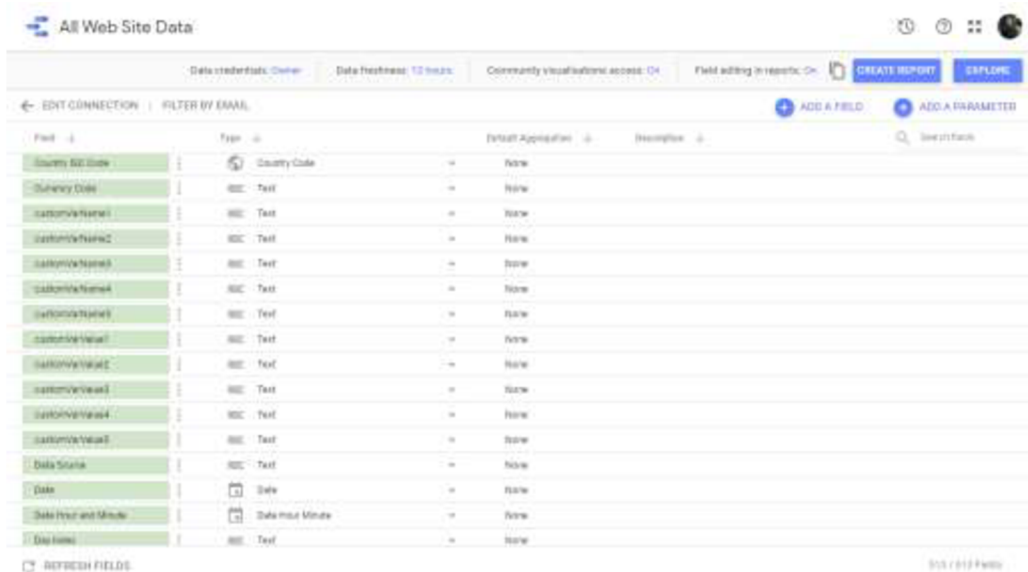 All Web Site Data
Data credentials: Owner Data freshness: 12 hours Community visualisations access: On Field editing in reports: On CREATE REPORT EXPLORE
EDIT CONNECTION | FILTER BY EMAIL ADD A FIELD ADD A PARAMETER
Field Type Default Aggregation Description Search fields
Country ISO Code Country Code None
Currency Code Text None
customVarName1 Text None
customVarName2 Text None
customVarName3 Text None
customVarName4 Text None
customVarName5 Text None
customVarValue1 Text None
customVarValue2 Text None
customVarValue3 Text None
customVarValue4 Text None
customVarValue5 Text None
Data Source Text None
Date Date None
Date Hour and Minute Date Hour Minute None
Day Index Text None
REFRESH FIELDS Fields